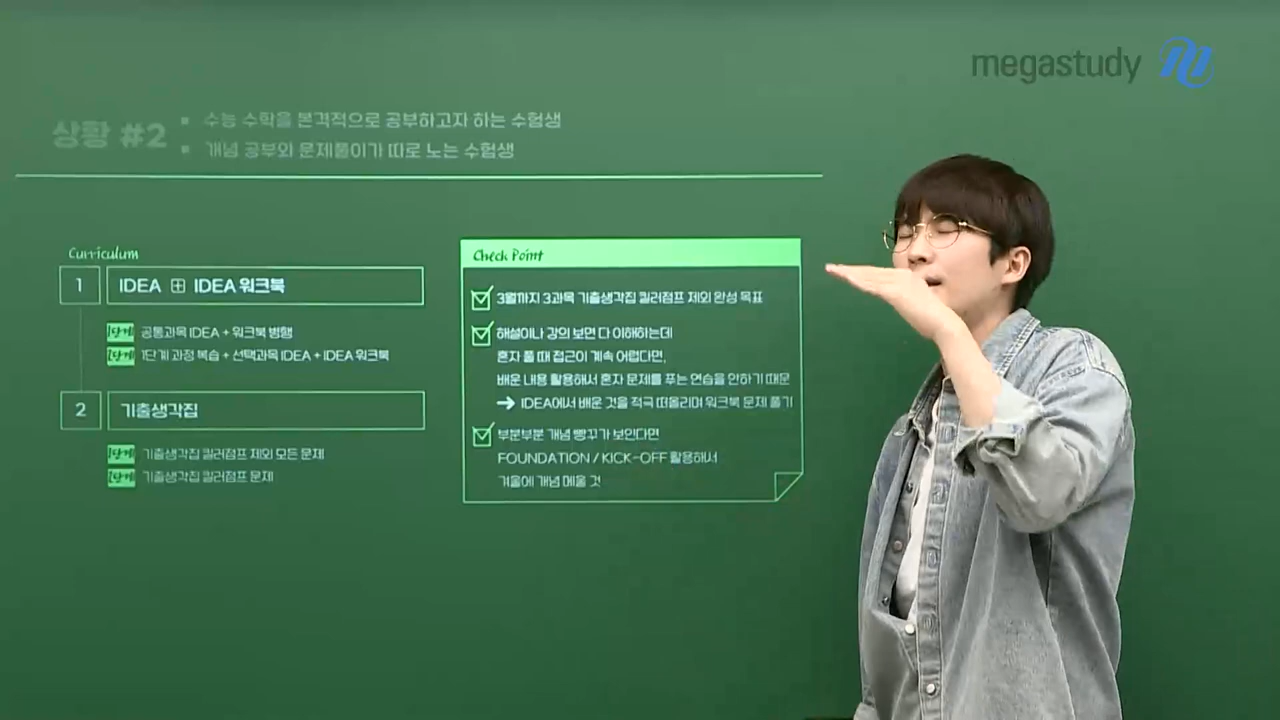 megastudy
상황 #2
▪ 수능 수학을 본격적으로 공부하고자 하는 수험생
▪ 개념 공부와 문제풀이가 따로 노는 수험생
Curriculum
1 IDEA ⊞ IDEA 워크북
공통과목 IDEA + 워크북 병행
1단계 과정 복습 + 선택과목 IDEA + IDEA 워크북
2 기출생각집
기출생각집 킬러점프 제외 모든 문제
기출생각집 킬러점프 문제
Check Point
3월까지 3과목 기출생각집 킬러점프 제외 완성 목표
해설이나 강의 보면 다 이해하는데
혼자 풀 때 접근이 계속 어렵다면,
배운 내용 활용해서 혼자 문제를 푸는 연습을 안하기 때문
→ IDEA에서 배운 것을 적극 떠올리며 워크북 문제 풀기
부분부분 개념 빵꾸가 보인다면
FOUNDATION / KICK-OFF 활용해서
겨울에 개념 메울 것